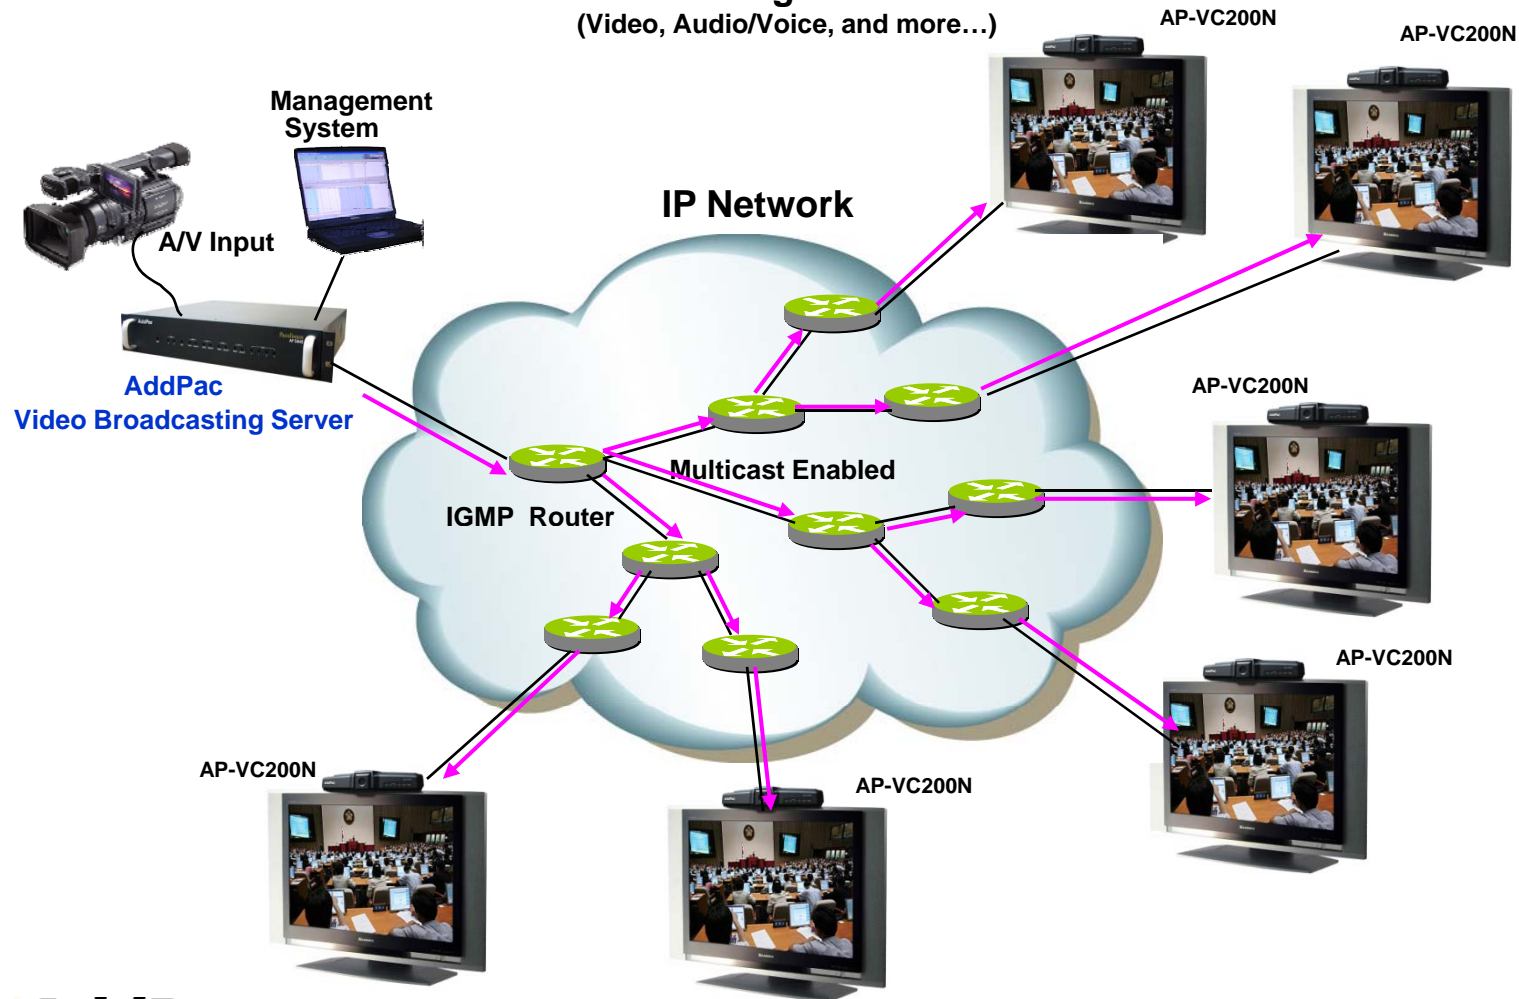 (Video, Audio/Voice, and more…)
AP-VC200N
AP-VC200N
Management
System
A/V Input
IP Network
AddPac
AddPac
Video Broadcasting Server
AP-VC200N
Multicast Enabled
IGMP Router
AP-VC200N
AP-VC200N
AP-VC200N